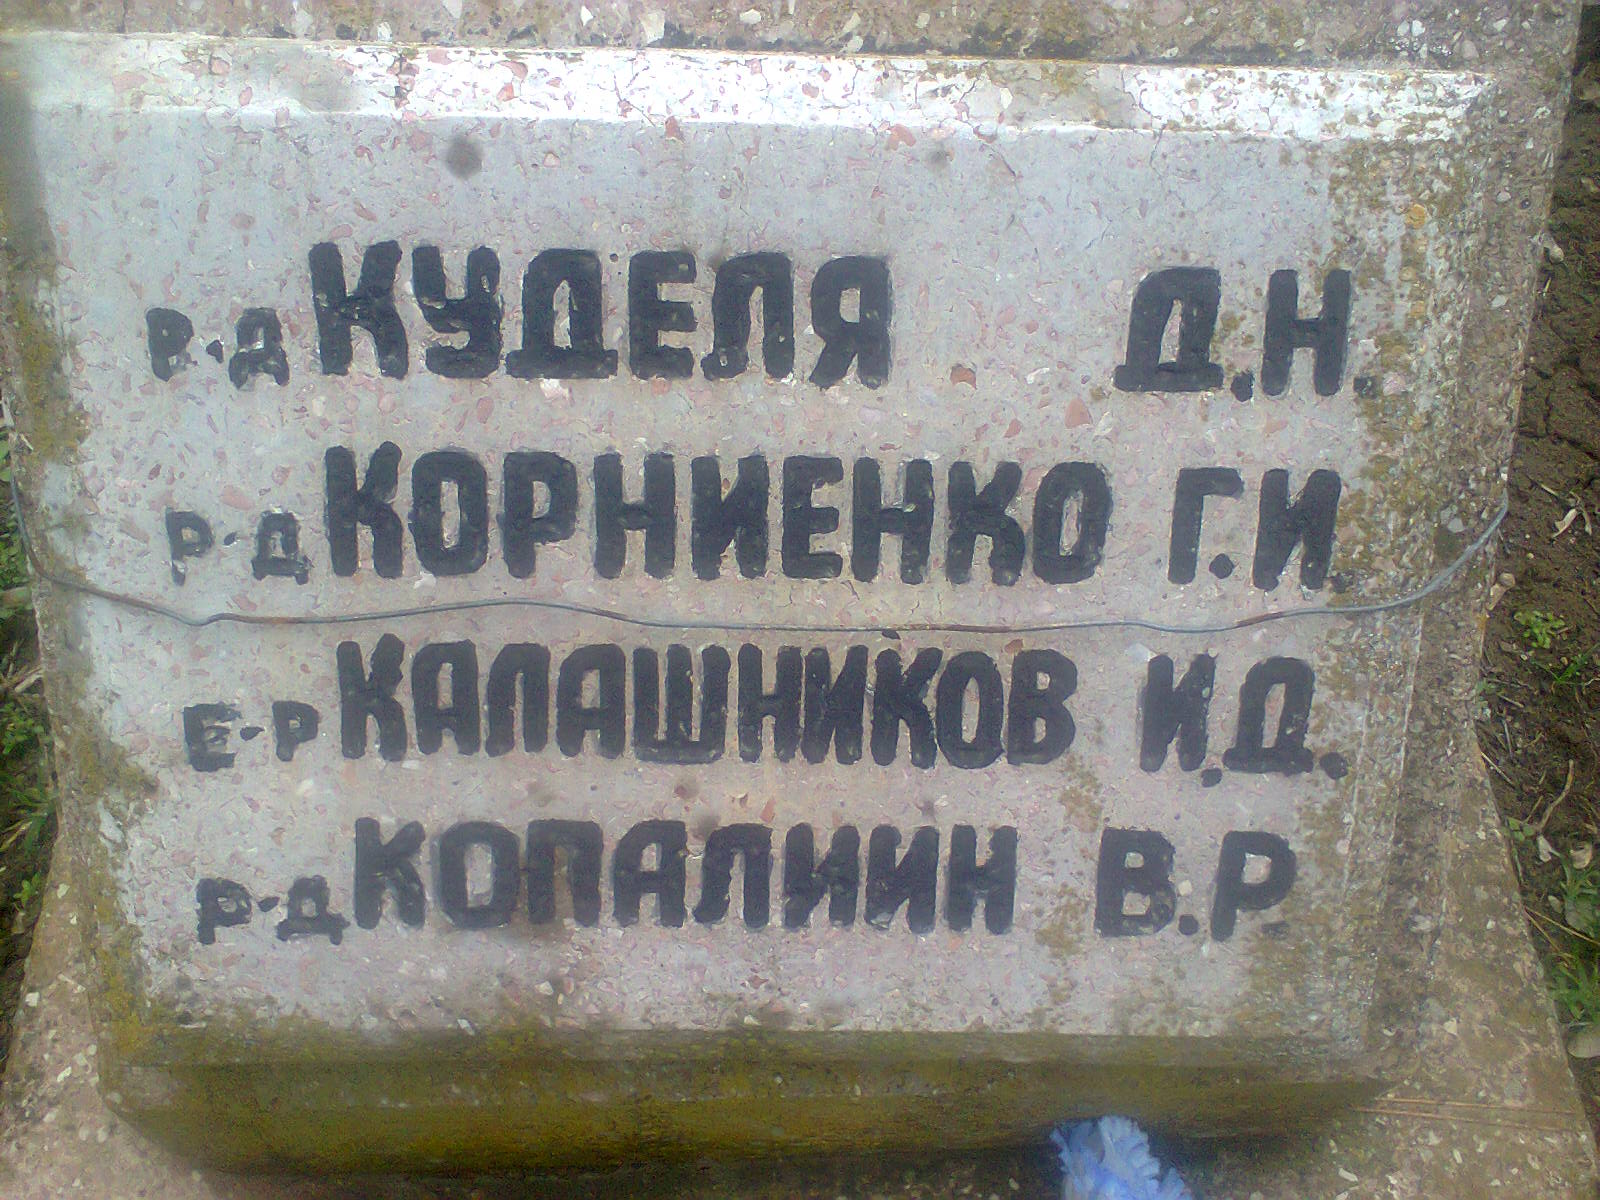 Р-Д КУДЕЛЯ Д.Н.
Р-Д КОРНИЕНКО Г.И
Е-Р КАЛАШНИКОВ И.Д.
Р-Д КОПАЛИИН В.Р.